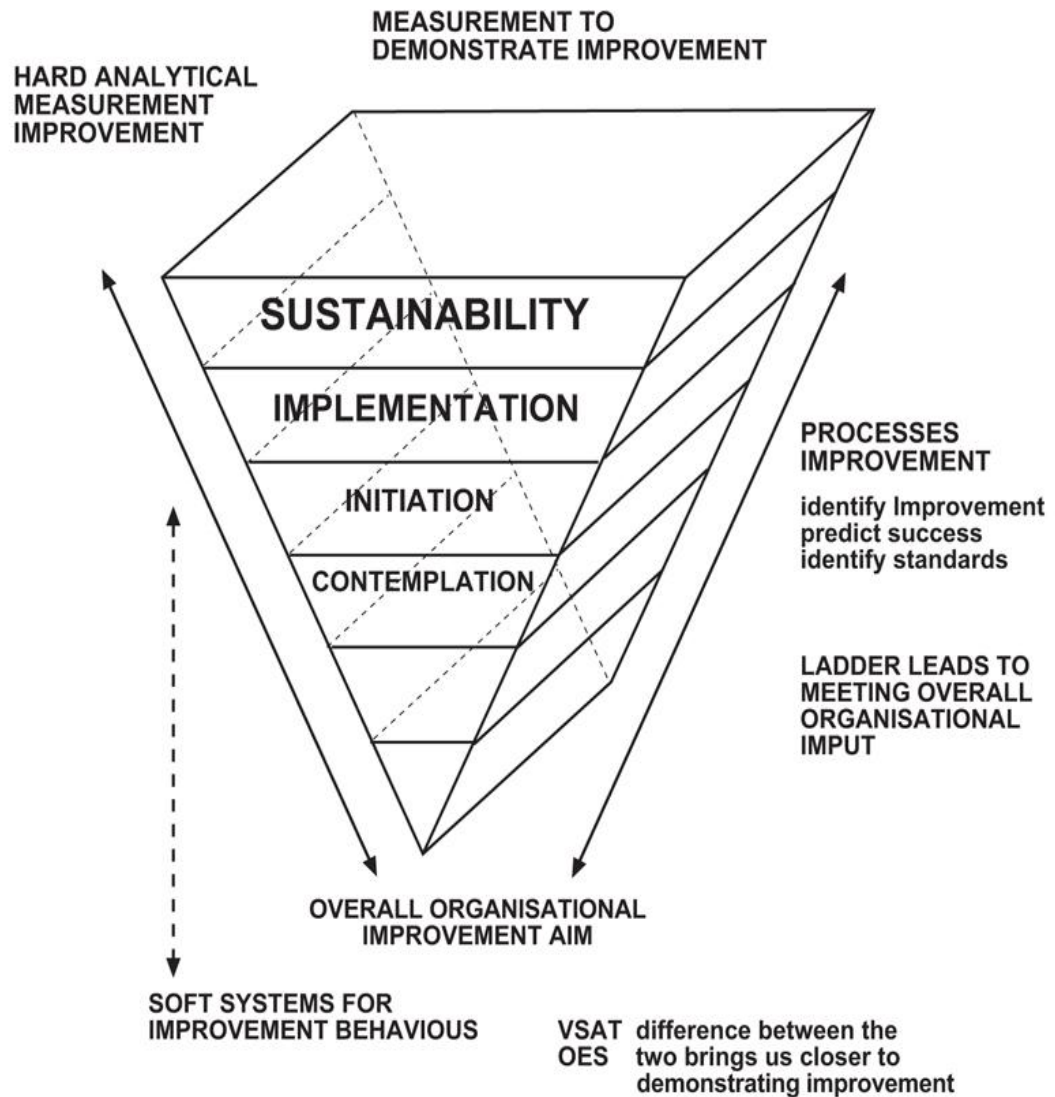 MEASUREMENT TO
DEMONSTRATE IMPROVEMENT
HARD ANALYTICAL
MEASUREMENT
IMPROVEMENT
SUSTAINABILITY
IMPLEMENTATION
INITIATION
CONTEMPLATION
PROCESSES
IMPROVEMENT
identify Improvement
predict success
identify standards
LADDER LEADS TO
MEETING OVERALL
ORGANISATIONAL
IMPUT
OVERALL ORGANISATIONAL
IMPROVEMENT AIM
SOFT SYSTEMS FOR
IMPROVEMENT BEHAVIOUS
VSAT difference between the
OES two brings us closer to
demonstrating improvement